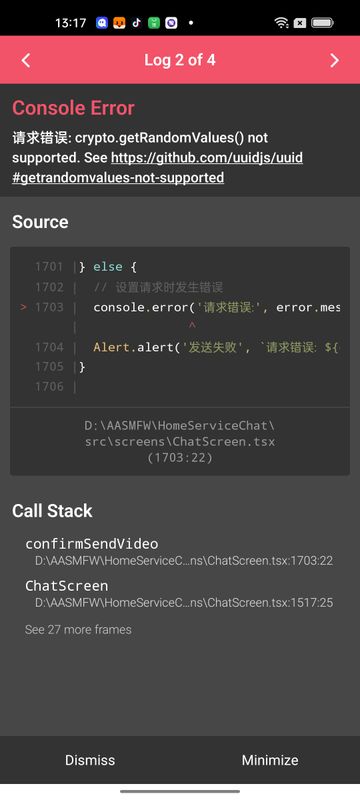 13:17
Log 2 of 4
Console Error
请求错误: crypto.getRandomValues() not
supported. See https://github.com/uuidjs/uuid
#getrandomvalues-not-supported
Source
1701 |} else {
1702 |  // 设置请求时发生错误
> 1703 |  console.error('请求错误:', error.mes
|              ^
1704 |  Alert.alert('发送失败', `请求错误: ${
1705 |}
1706 |
D:\AASMFW\HomeServiceChat\
src\screens\ChatScreen.tsx
(1703:22)
Call Stack
confirmSendVideo
D:\AASMFW\HomeServiceC...ns\ChatScreen.tsx:1703:22
ChatScreen
D:\AASMFW\HomeServiceC...ns\ChatScreen.tsx:1517:25
See 27 more frames
Dismiss
Minimize